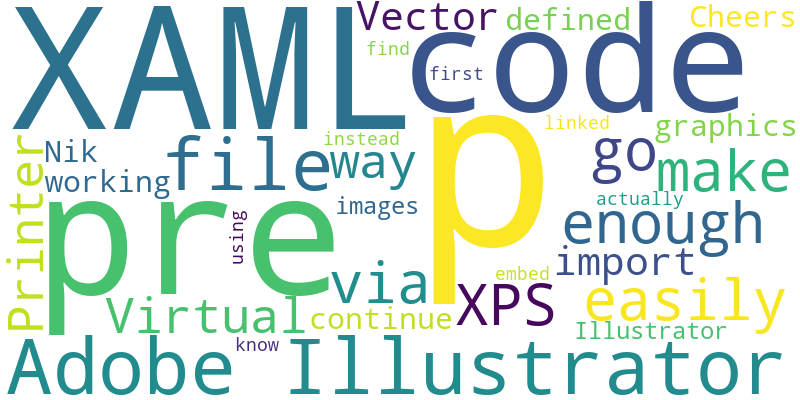 XAML
Vector
defined
Cheers
find
code
first
p
linked
graphics
Printer
Nik
file
instead
way
go
make
working
actually
pre
using
images
enough
import
via
embed
XPS
easily
Virtual
continue
Illustrator
know
Adobe Illustrator